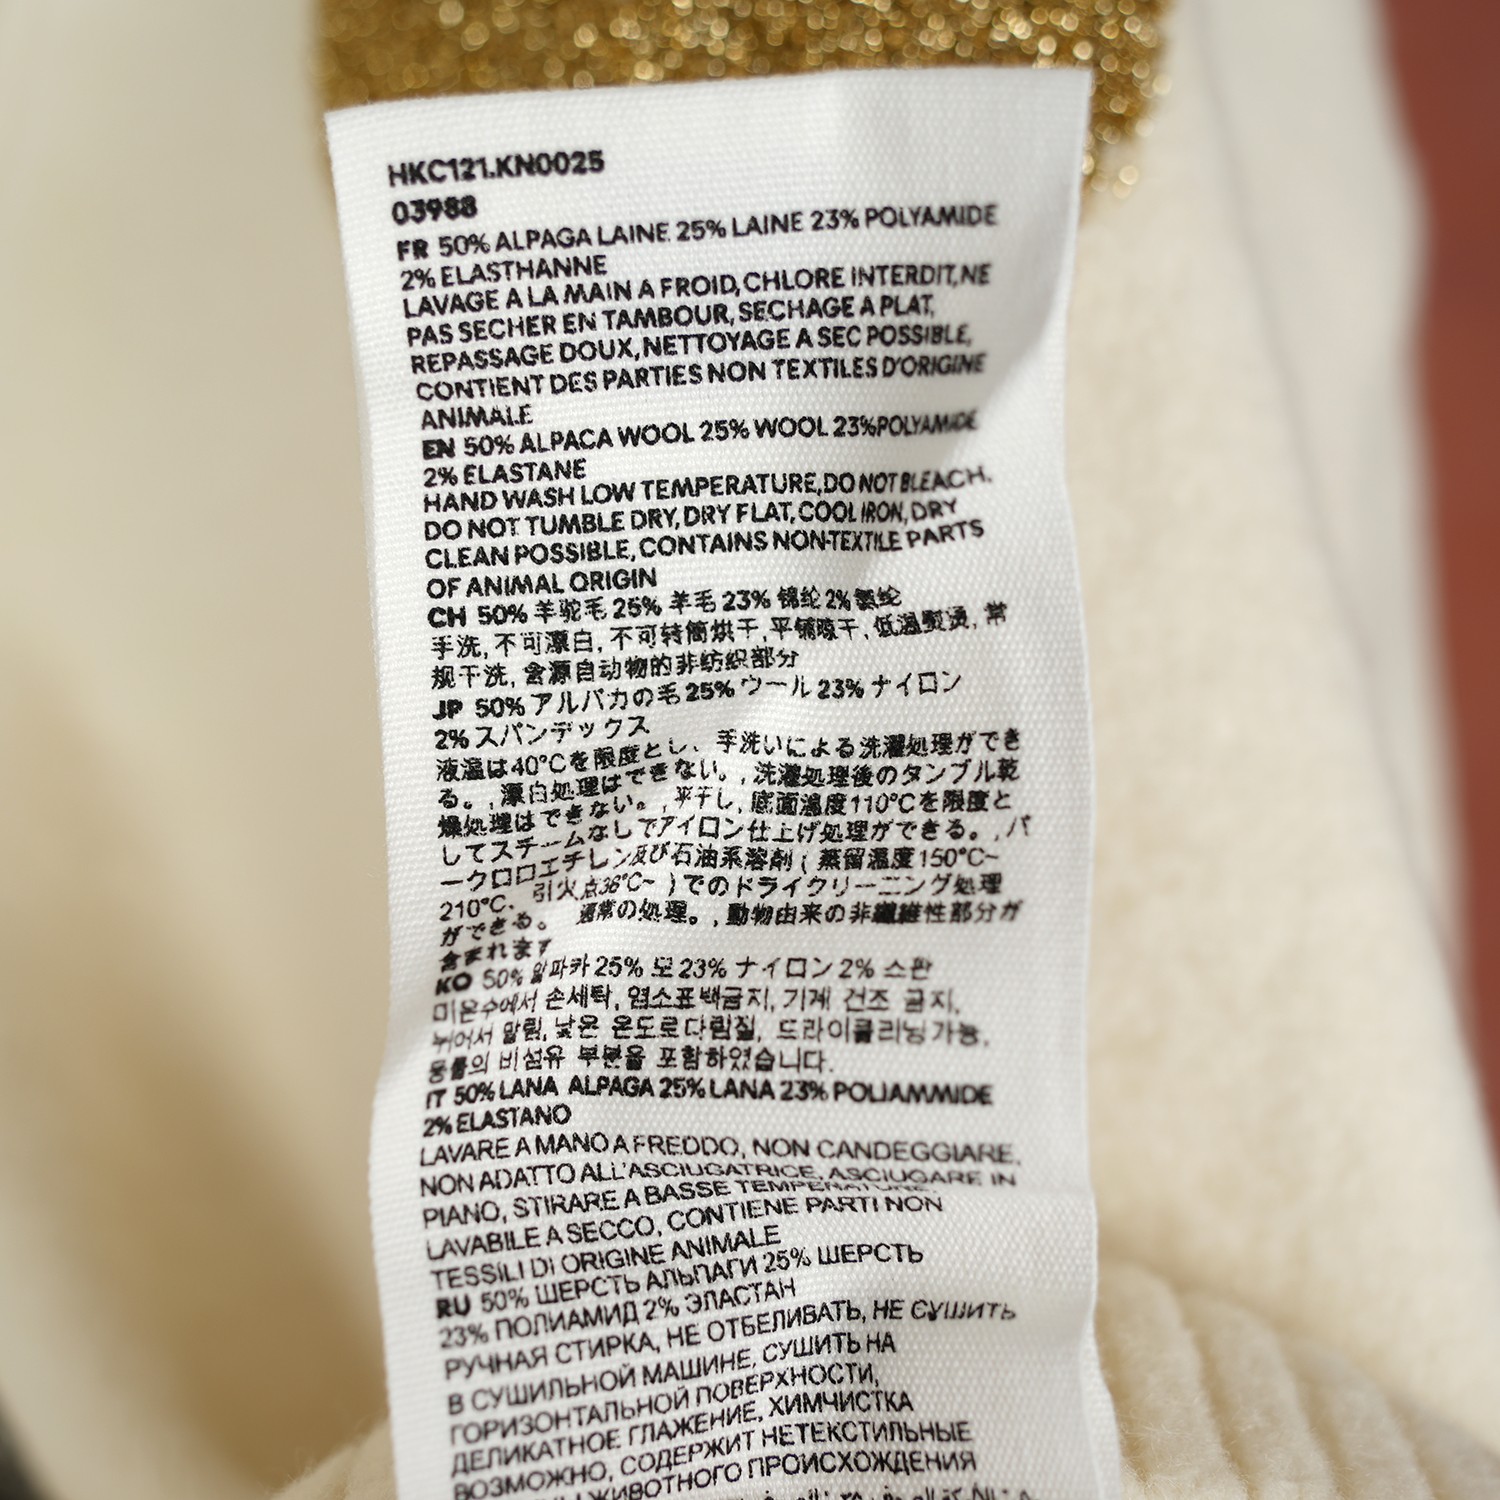 HKC121.KN0025
03988
FR 50% ALPAGA LAINE 25% LAINE 23% POLYAMIDE
2% ELASTHANNE
LAVAGE A LA MAIN A FROID, CHLORE INTERDIT, NE
PAS SECHER EN TAMBOUR, SECHAGE A PLAT,
REPASSAGE DOUX, NETTOYAGE A SEC POSSIBLE,
CONTIENT DES PARTIES NON TEXTILES D'ORIGINE
ANIMALE
EN 50% ALPACA WOOL 25% WOOL 23%POLYAMIDE
2% ELASTANE
HAND WASH LOW TEMPERATURE,DO NOT BLEACH.
DO NOT TUMBLE DRY, DRY FLAT, COOL IRON, DRY
CLEAN POSSIBLE, CONTAINS NON-TEXTILE PARTS
OF ANIMAL ORIGIN
CH 50% 羊驼毛 25% 羊毛 23% 锦纶 2% 氨纶
手洗, 不可漂白, 不可转筒烘干, 平铺晾干, 低温熨烫, 常
规干洗, 含源自动物的非纺织部分
JP 50% アルパカの毛 25% ウール 23% ナイロン
2% スパンデックス
液温は40°Cを限度とし、手洗いによる洗濯処理ができ
る。, 漂白処理はできない。, 洗濯処理後のタンブル乾
燥処理はできない。, 平干し, 底面温度110°Cを限度と
してスチームなしでアイロン仕上げ処理ができる。, パ
ークロロエチレン及び石油系溶剤 ( 蒸留温度150°C~
210°C、引火点38°C~ ) でのドライクリーニング処理
ができる。 通常の処理。, 動物由来の非繊維性部分が
含まれます
KO 50% 알파카 25% 모 23% ナイロン 2% 스판
미온수에서 손세탁, 염소표백금지, 기계 건조 금지,
뉘어서 말림, 낮은 온도로다림질, 드라이클리닝가능,
동물의 비섬유 부분을 포함하였습니다.
IT 50% LANA ALPAGA 25% LANA 23% POLIAMMIDE
2% ELASTANO
LAVARE A MANO A FREDDO, NON CANDEGGIARE,
NON ADATTO ALL'ASCIUGATRICE, ASCIUGARE IN
PIANO, STIRARE A BASSE
LAVABILE A SECCO, CONTIENE PARTI NON
TESSILI DI ORIGINE ANIMALE
RU 50% ШЕРСТЬ АЛЬПАГИ 25% ШЕРСТЬ
23% ПОЛИАМИД 2% ЭЛАСТАН
РУЧНАЯ СТИРКА, НЕ ОТБЕЛИВАТЬ, НЕ СУШИТЬ
В СУШИЛЬНОЙ МАШИНЕ, СУШИТЬ НА
ГОРИЗОНТАЛЬНОЙ ПОВЕРХНОСТИ,
ДЕЛИКАТНОЕ ГЛАЖЕНИЕ, ХИМЧИСТКА
ВОЗМОЖНО, СОДЕРЖИТ НЕТЕКСТИЛЬНЫЕ
ЖИВОТНОГО ПРОИСХОЖДЕНИЯ